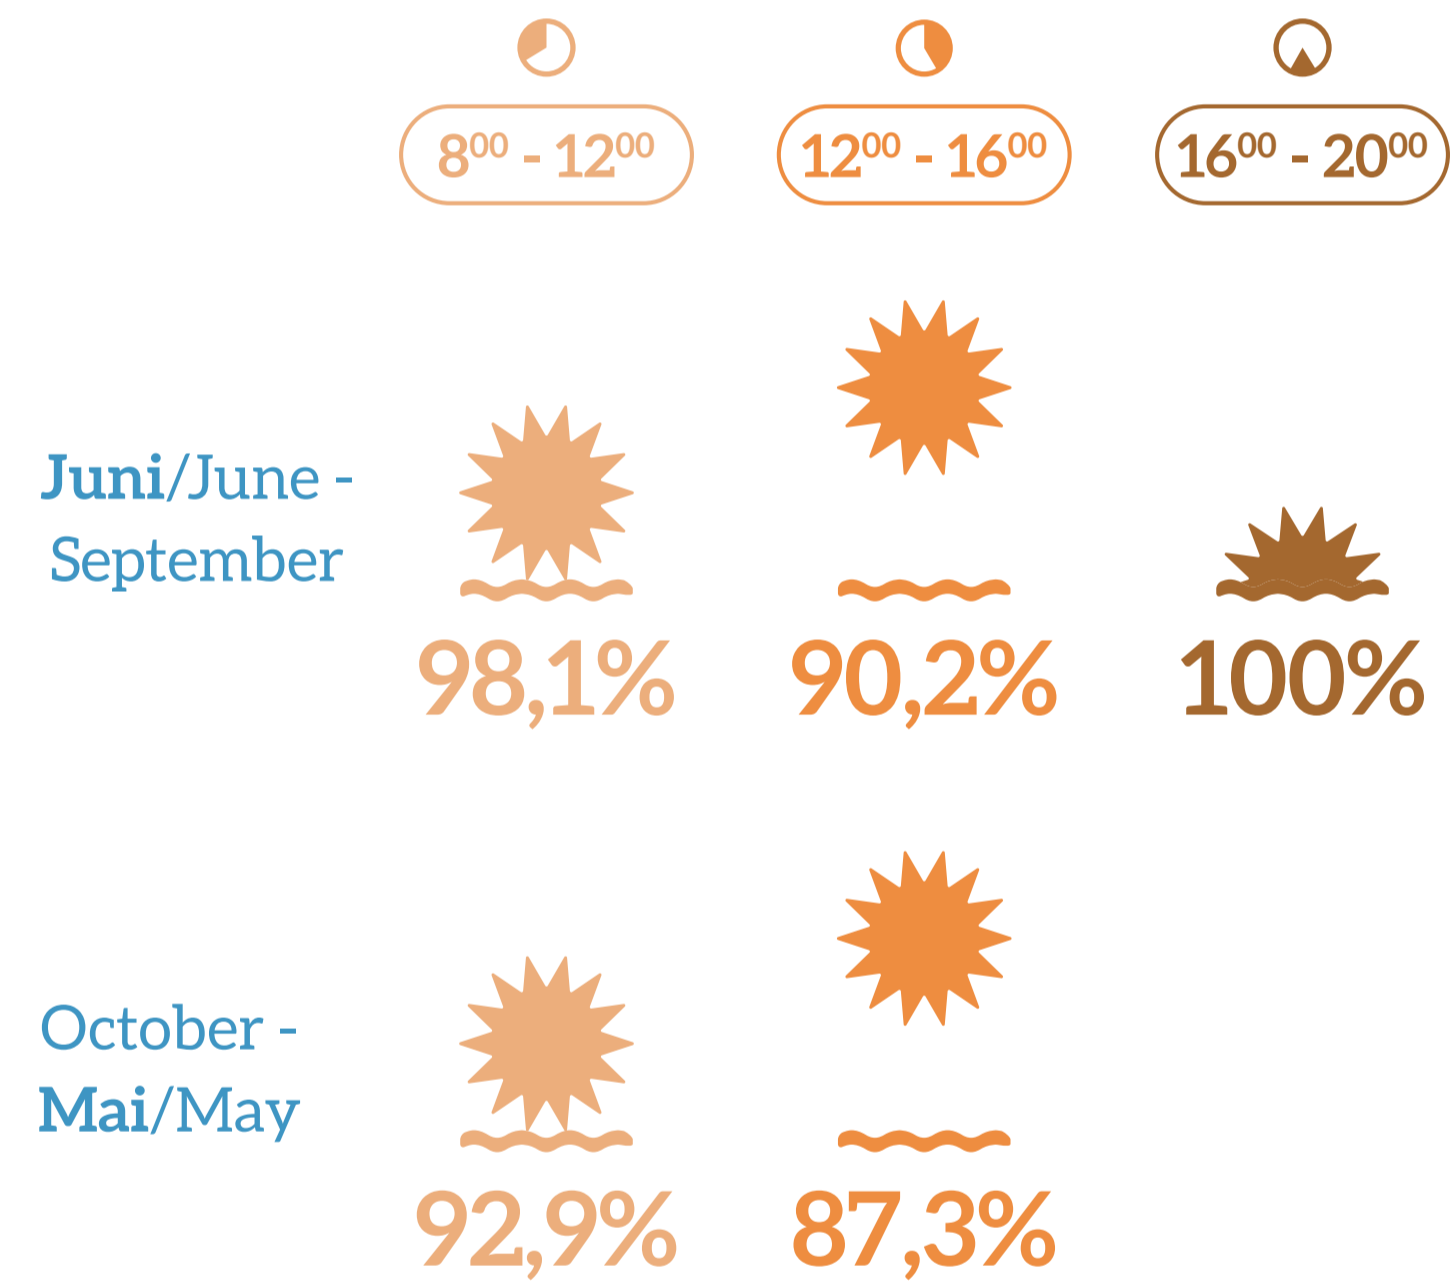 8⁰⁰ - 12⁰⁰ 12⁰⁰ - 16⁰⁰ 16⁰⁰ - 20⁰⁰
Juni/June -
September
98,1% 90,2% 100%
October -
Mai/May
92,9% 87,3%